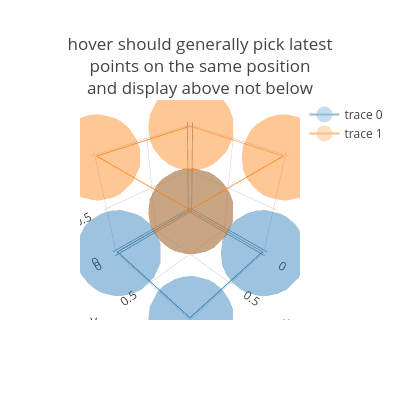 hover should generally pick latest
points on the same position
and display above not below
trace 0
trace 1
0
0
0
0.5
0.5